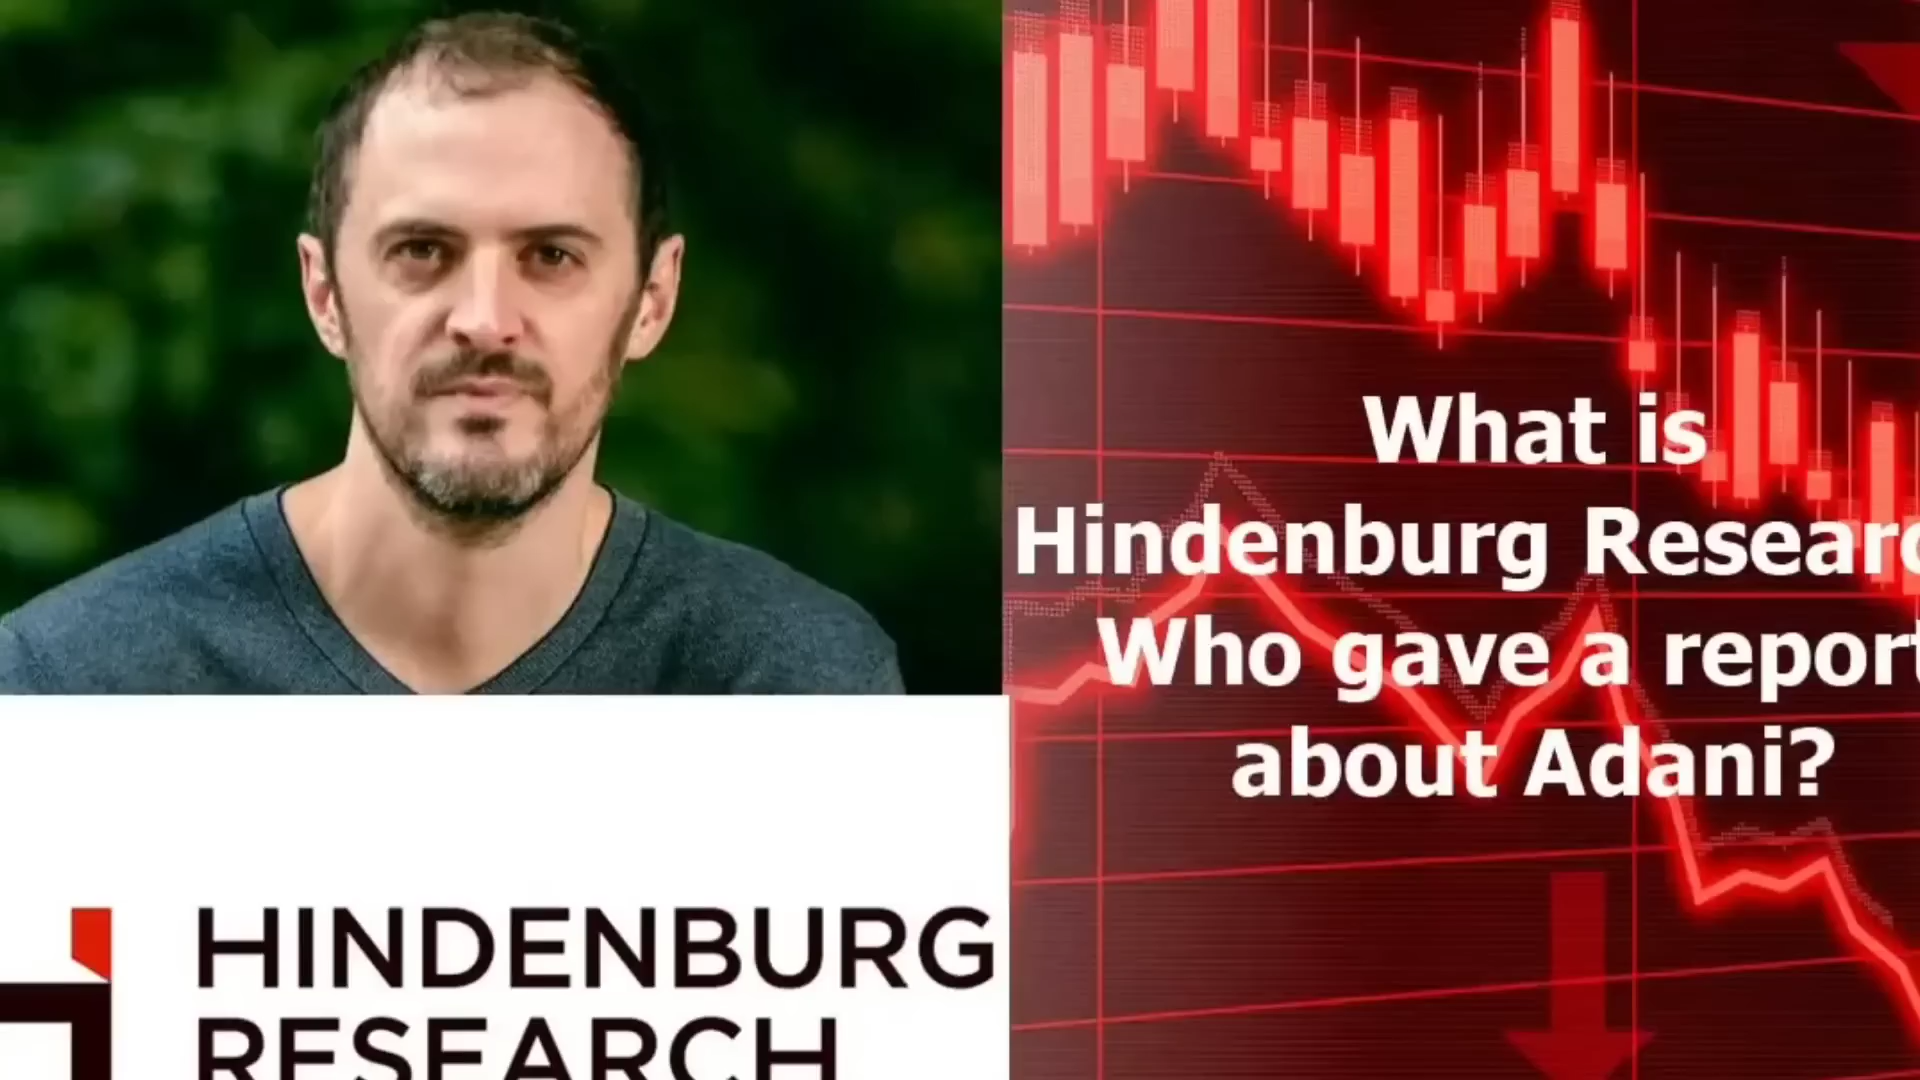 What is
Hindenburg Researc
Who gave a report
about Adani?
HINDENBURG
RESEARCH